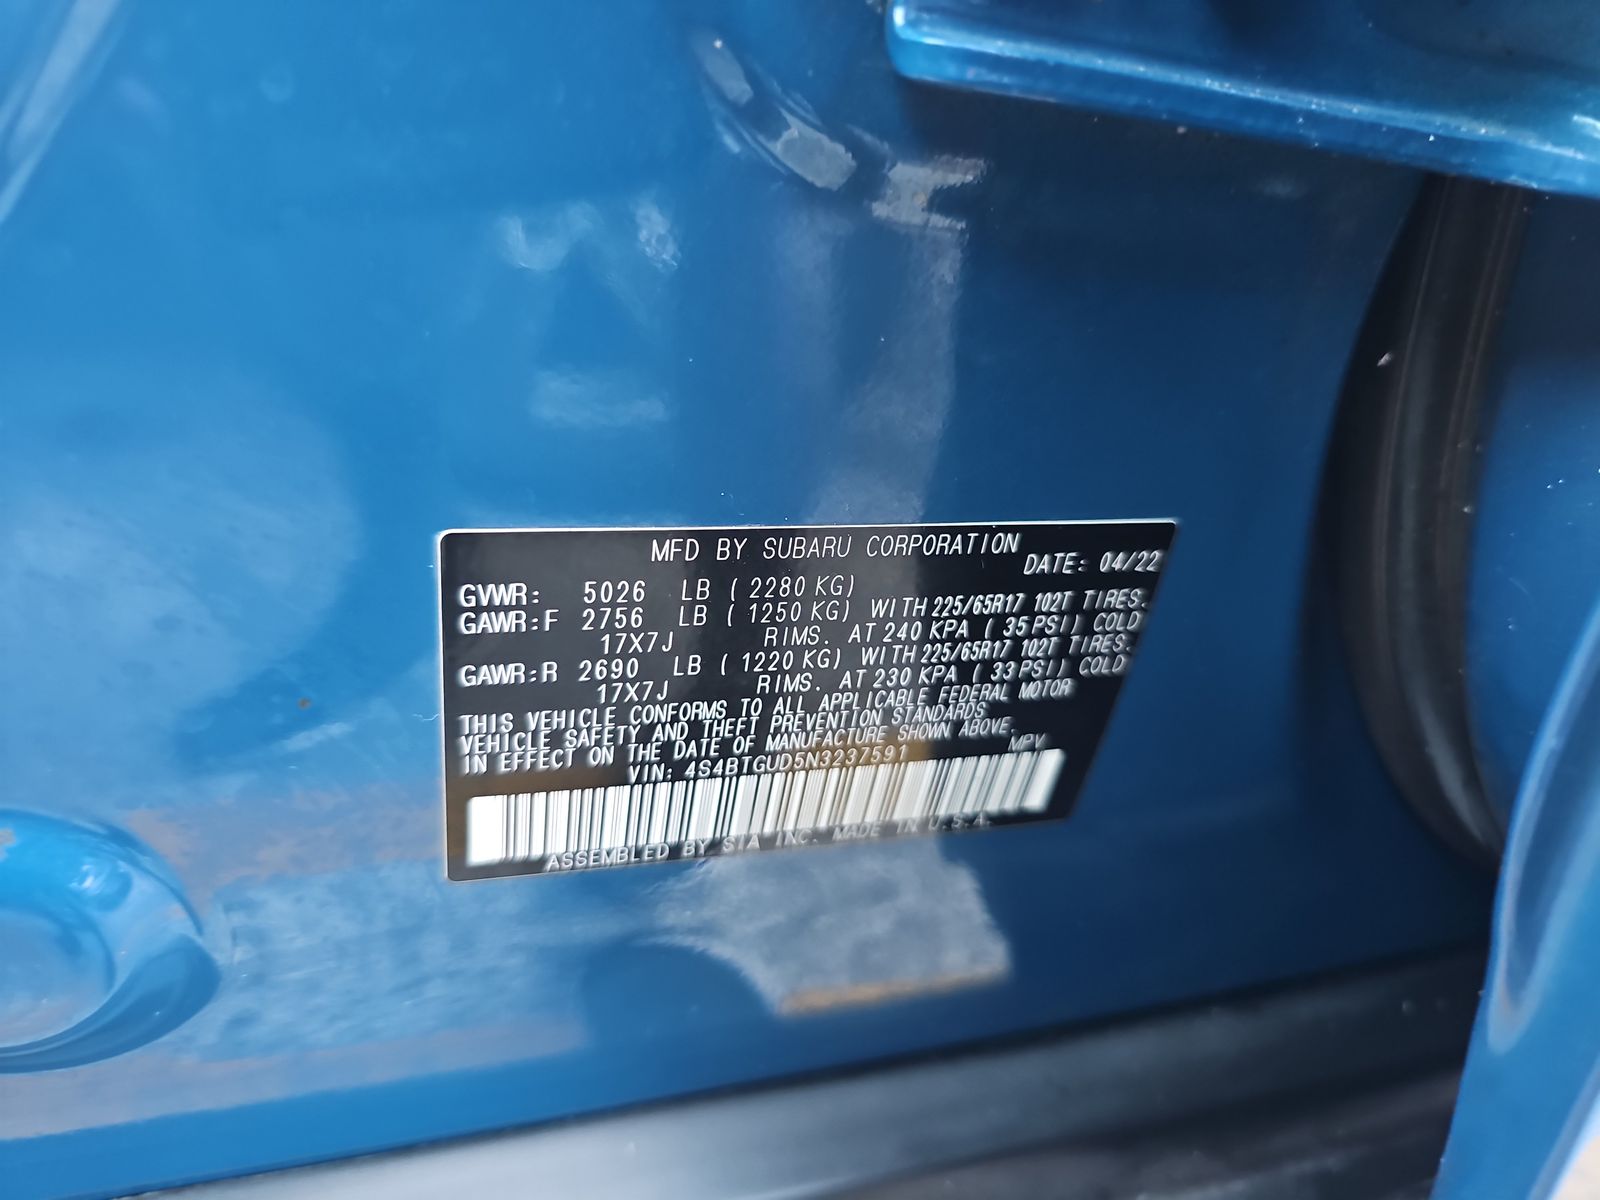 MFD BY SUBARU CORPORATION
DATE: 04/22
GVWR: 5026 LB ( 2280 KG)
GAWR:F 2756 LB ( 1250 KG) WITH 225/65R17 102T TIRES.
17X7J RIMS. AT 240 KPA ( 35 PSI) COLD
GAWR:R 2690 LB ( 1220 KG) WITH 225/65R17 102T TIRES.
17X7J RIMS. AT 230 KPA ( 33 PSI) COLD
THIS VEHICLE CONFORMS TO ALL APPLICABLE FEDERAL MOTOR
VEHICLE SAFETY AND THEFT PREVENTION STANDARDS
IN EFFECT ON THE DATE OF MANUFACTURE SHOWN ABOVE.
VIN: 4S4BTGUD5N3237591 MPV
ASSEMBLED BY SIA INC. MADE IN U.S.A.